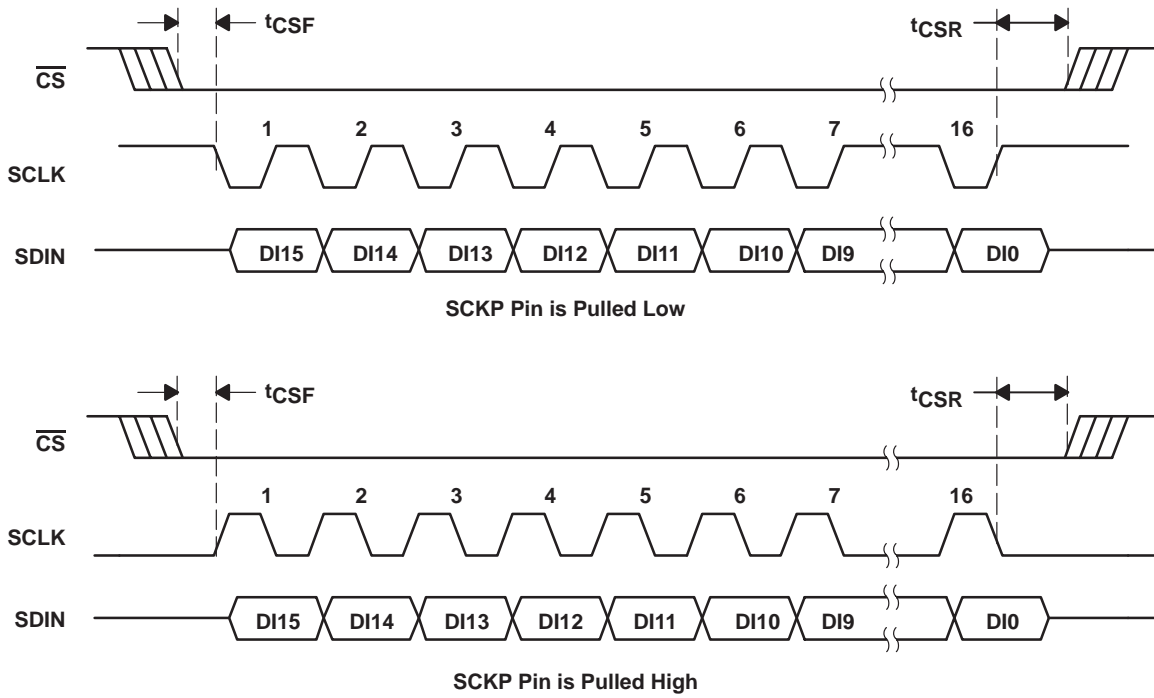 tCSF
tCSR
CS
1 2 3 4 5 6 7 16
SCLK
SDIN
DI15 DI14 DI13 DI12 DI11 DI10 DI9 DI0
SCKP Pin is Pulled Low
tCSF
tCSR
CS
1 2 3 4 5 6 7 16
SCLK
SDIN
DI15 DI14 DI13 DI12 DI11 DI10 DI9 DI0
SCKP Pin is Pulled High